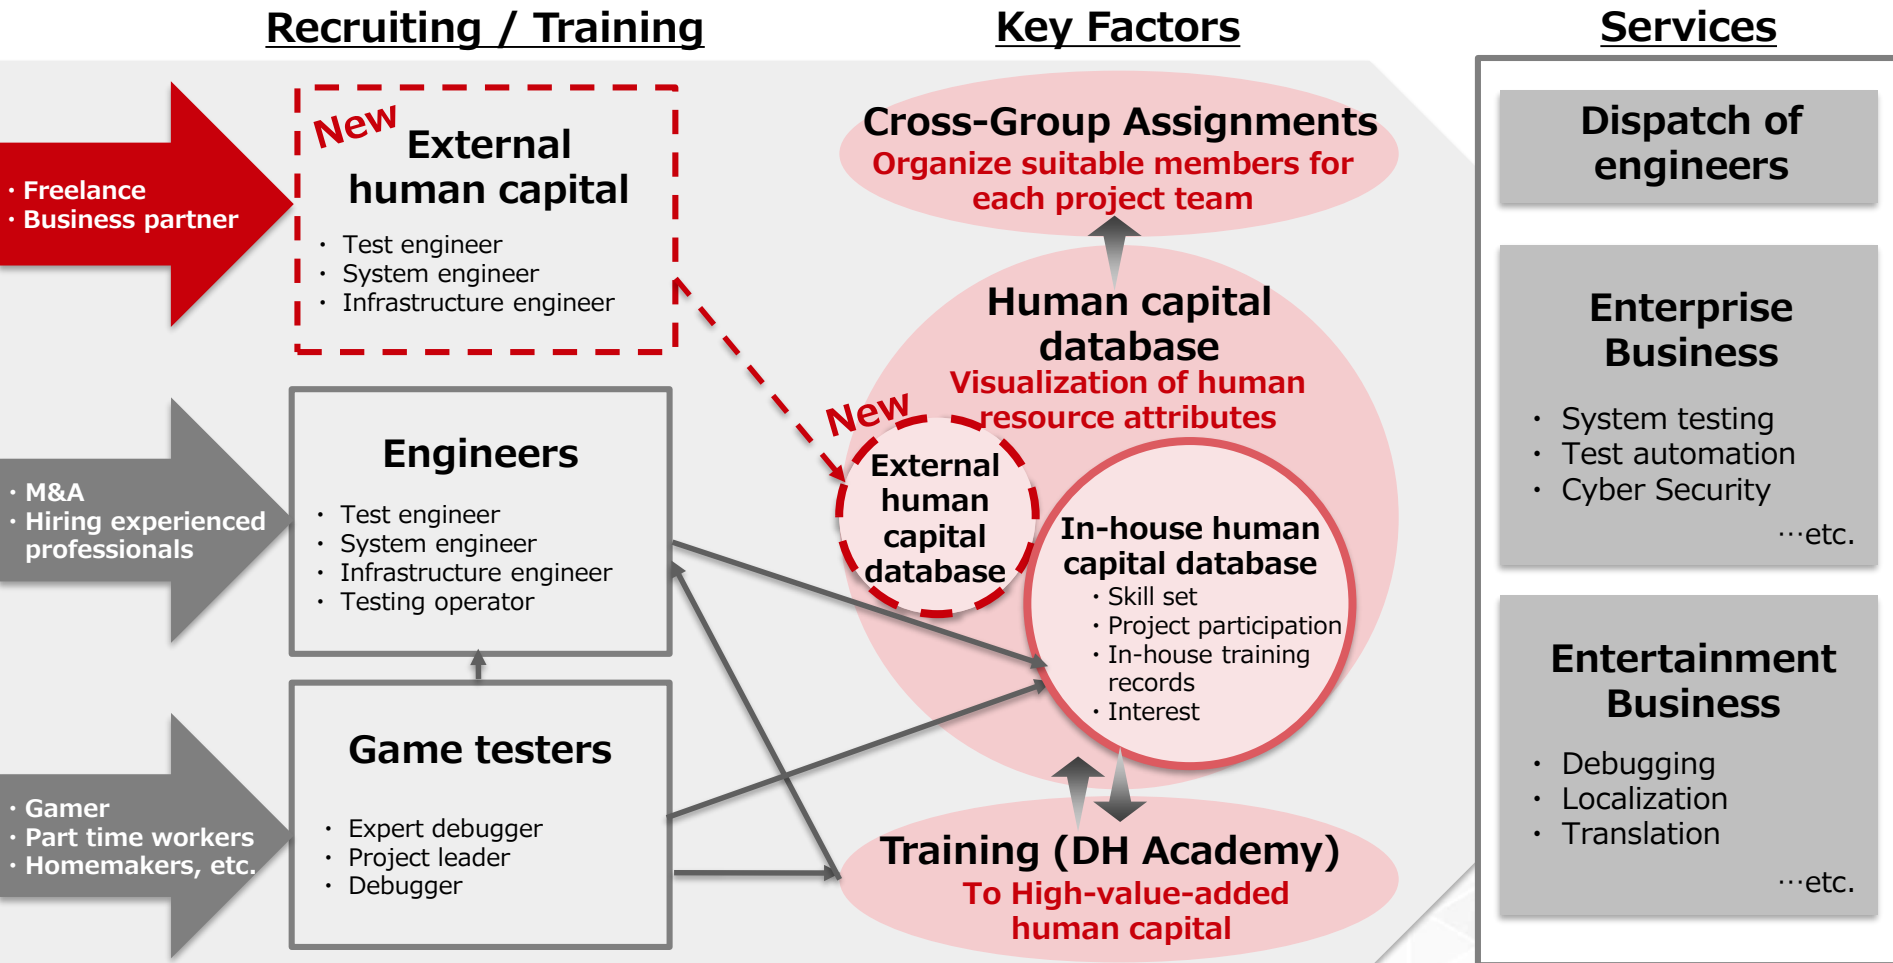 Recruiting / Training
Key Factors
Services
・Freelance
・Business partner
New
External
human capital
・ Test engineer
・ System engineer
・ Infrastructure engineer
・M&A
・Hiring experienced
professionals
Engineers
・ Test engineer
・ System engineer
・ Infrastructure engineer
・ Testing operator
・Gamer
・Part time workers
・Homemakers, etc.
Game testers
・ Expert debugger
・ Project leader
・ Debugger
Cross-Group Assignments
Organize suitable members for
each project team
Human capital
database
Visualization of human
resource attributes
New
External
human
capital
database
In-house human
capital database
・Skill set
・Project participation
・In-house training
records
・Interest
Training (DH Academy)
To High-value-added
human capital
Dispatch of
engineers
Enterprise
Business
・ System testing
・ Test automation
・ Cyber Security
…etc.
Entertainment
Business
・ Debugging
・ Localization
・ Translation
…etc.